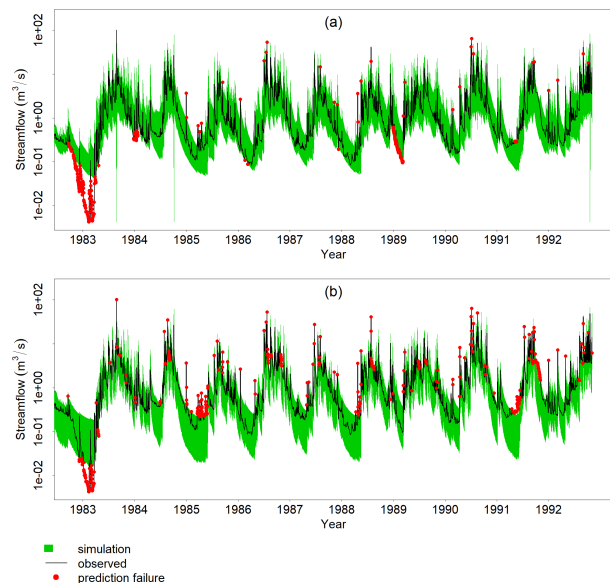 (a)
Streamflow (m³/s)
1e+02
1e+00
1e-01
1e-02
1983 1984 1985 1986 1987 1988 1989 1990 1991 1992
Year
(b)
Streamflow (m³/s)
1e+02
1e+00
1e-01
1e-02
1983 1984 1985 1986 1987 1988 1989 1990 1991 1992
Year
simulation
observed
prediction failure